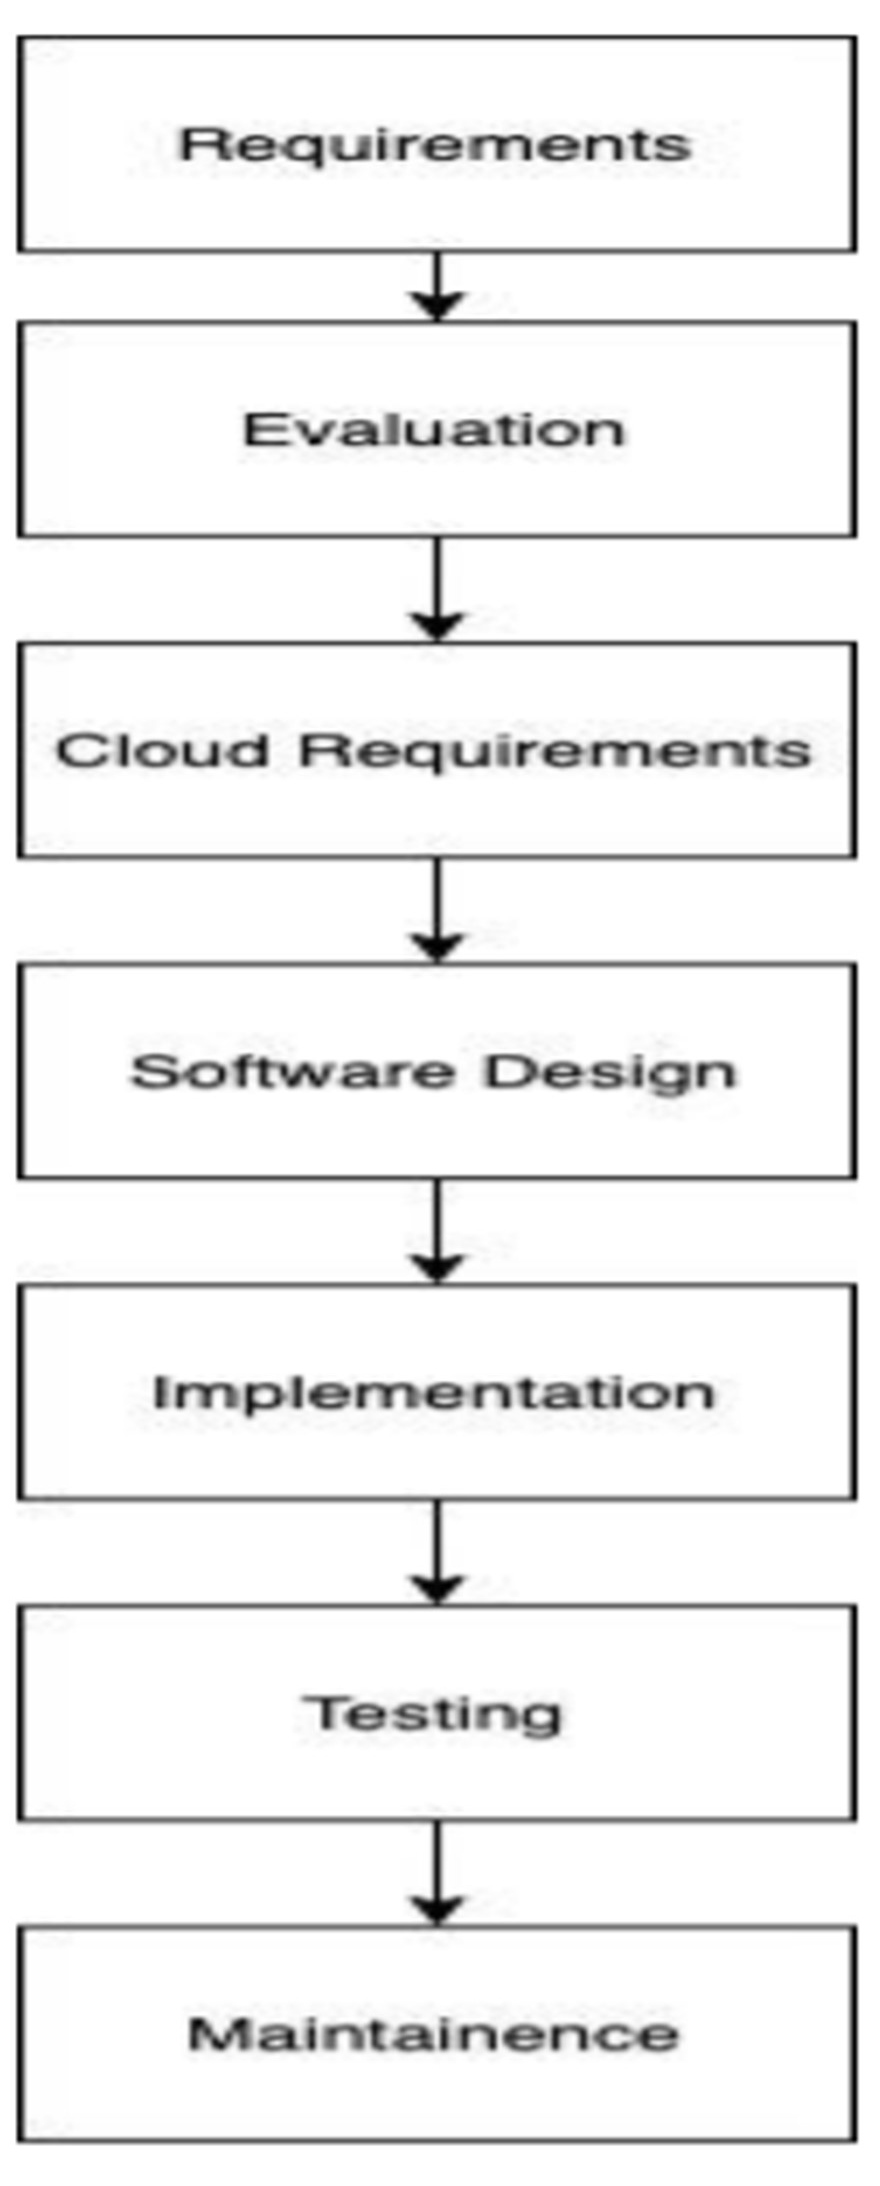 Requirements
Evaluation
Cloud Requirements
Software Design
Implementation
Testing
Maintainence